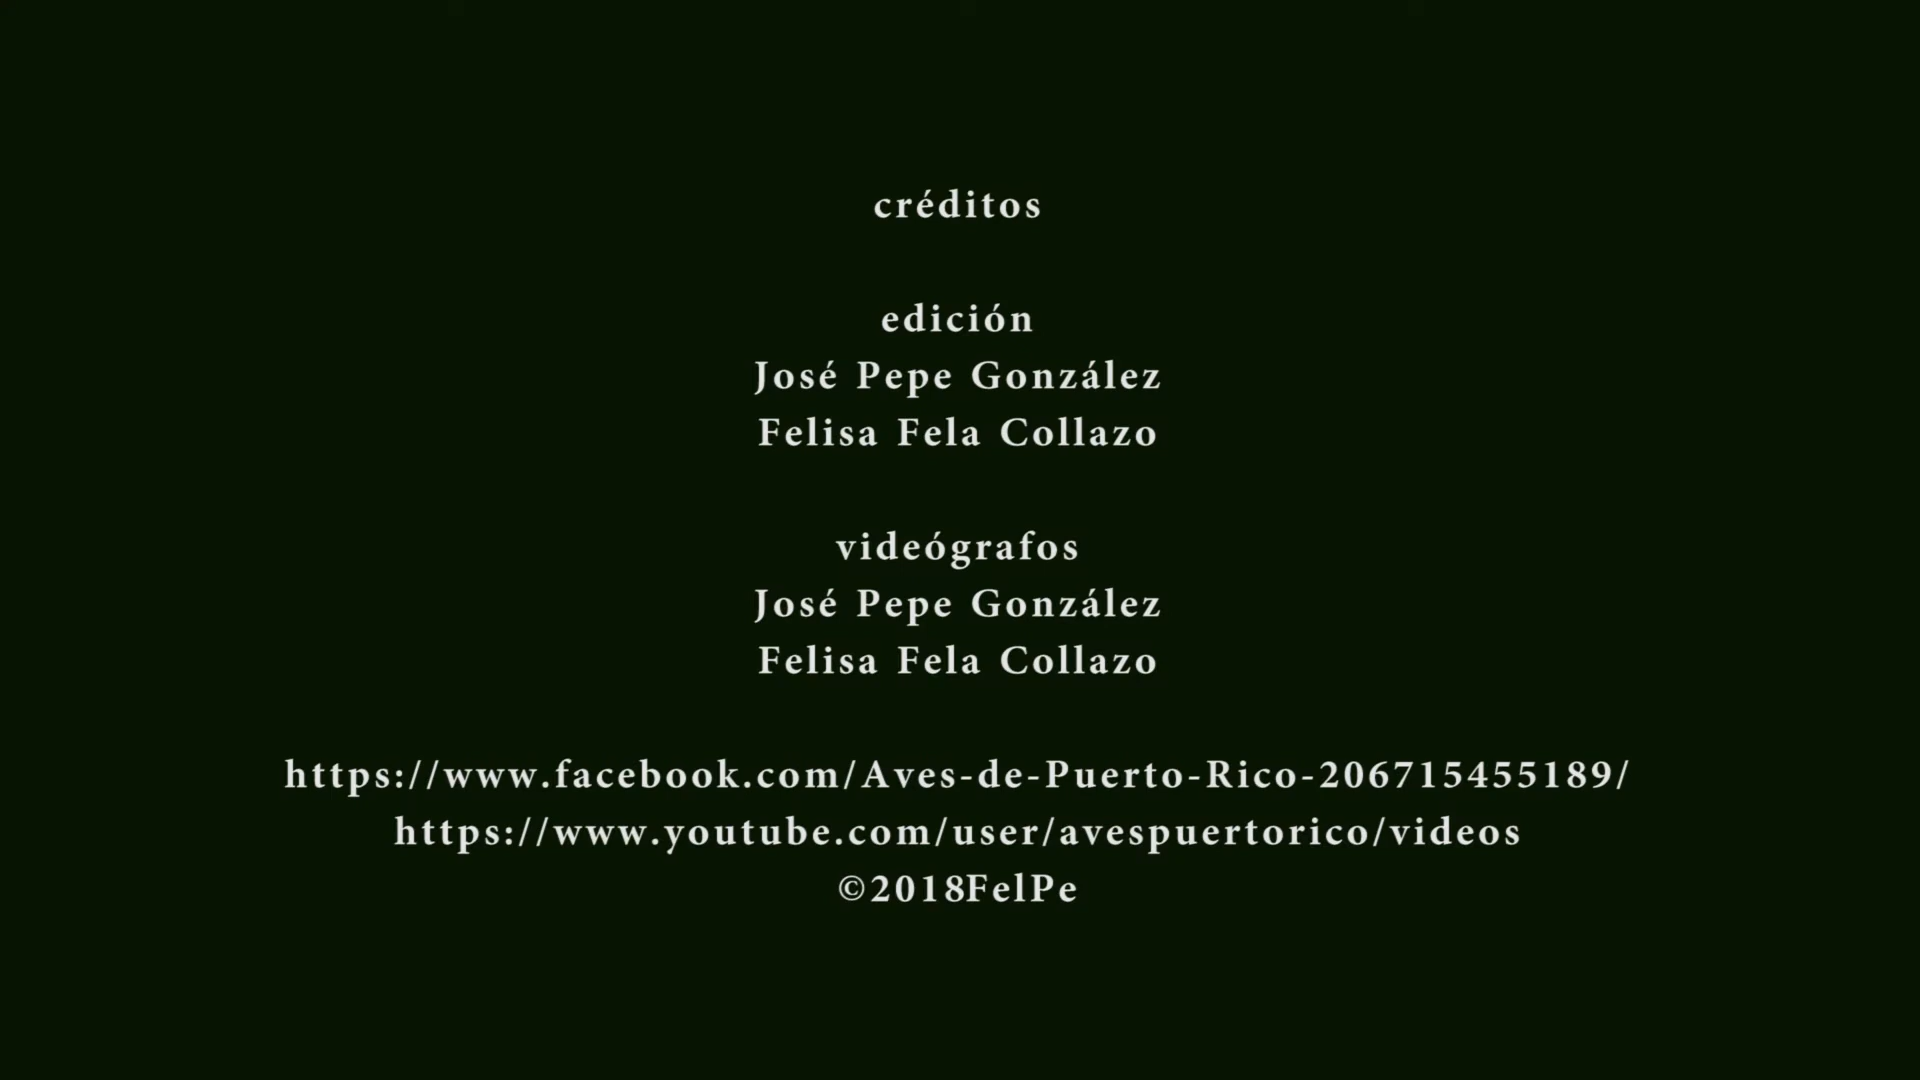 créditos
edición
José Pepe González
Felisa Fela Collazo
videógrafos
José Pepe González
Felisa Fela Collazo
https://www.facebook.com/Aves-de-Puerto-Rico-206715455189/
https://www.youtube.com/user/avespuertorico/videos
©2018FelPe